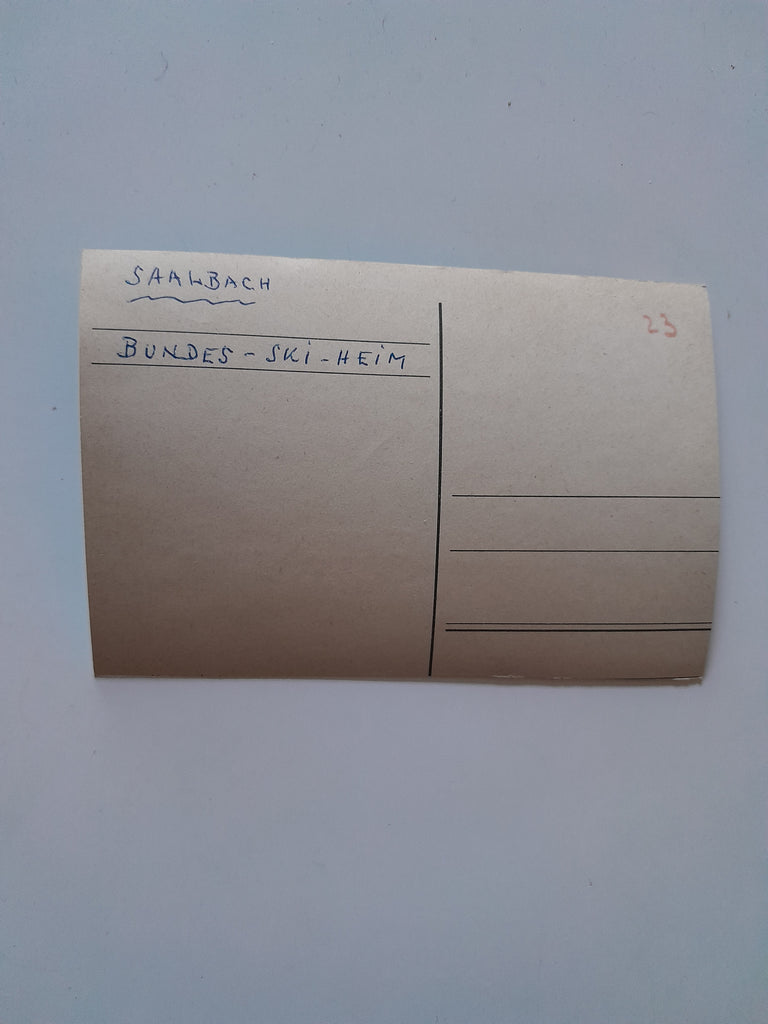 SAALBACH
BUNDES - SKi - HEiM
23